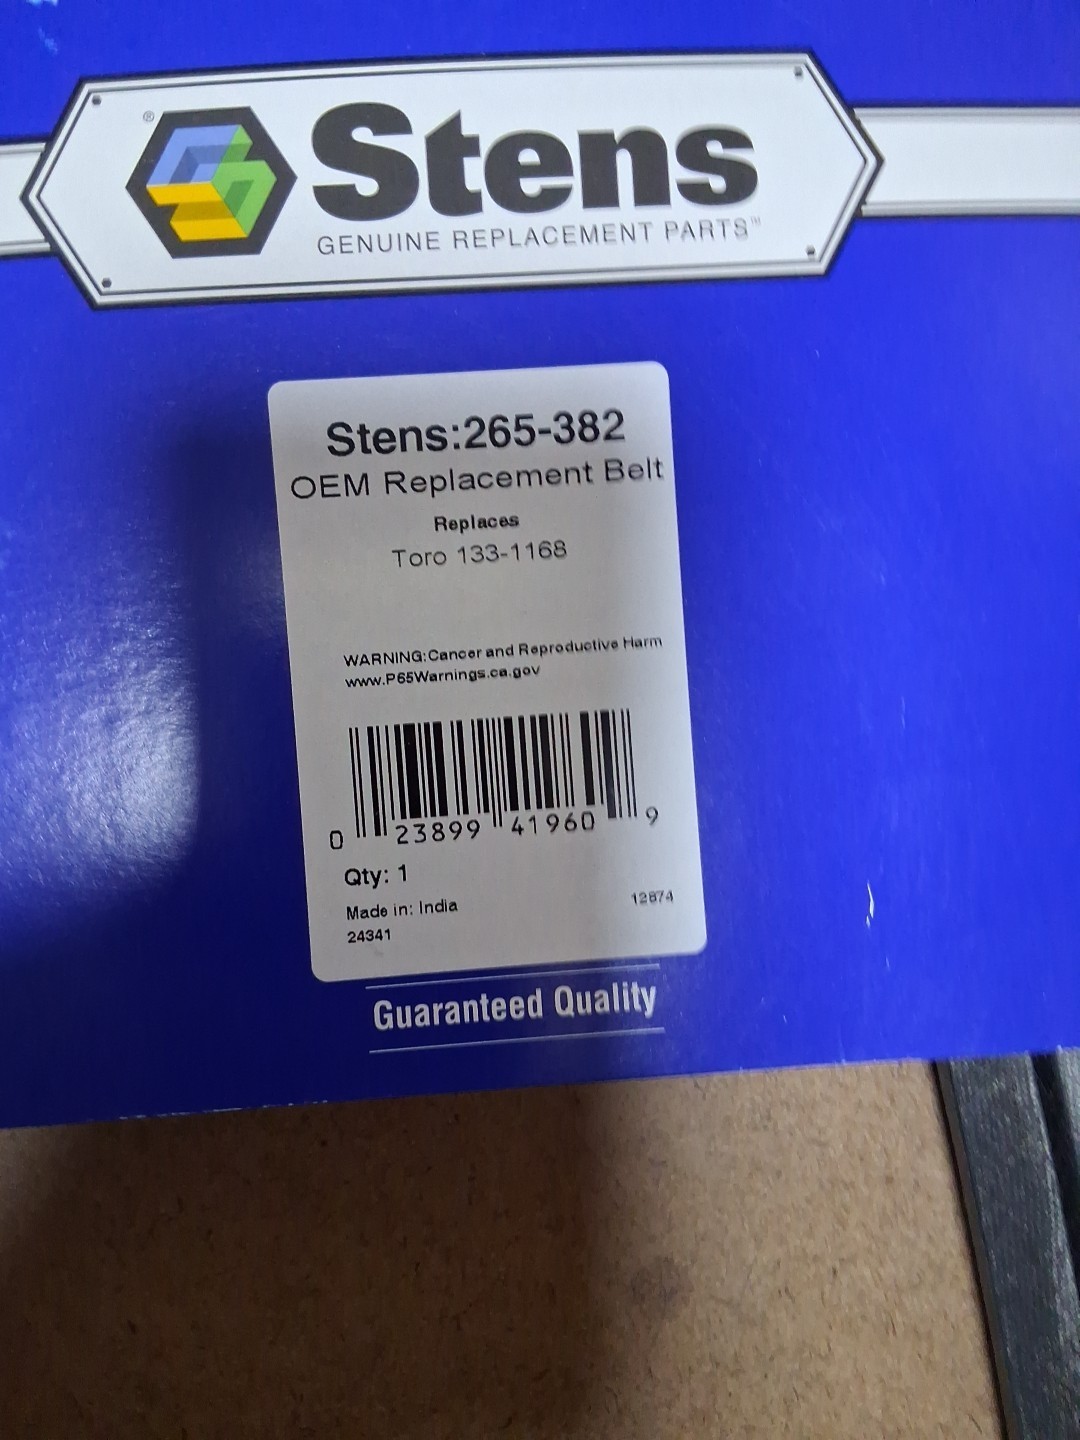 ®
Stens
GENUINE REPLACEMENT PARTS™
Stens:265-382
OEM Replacement Belt
Replaces
Toro 133-1168
WARNING:Cancer and Reproductive Harm
www.P65Warnings.ca.gov
0 23899 41960 9
Qty: 1
Made in: India 12874
24341
Guaranteed Quality